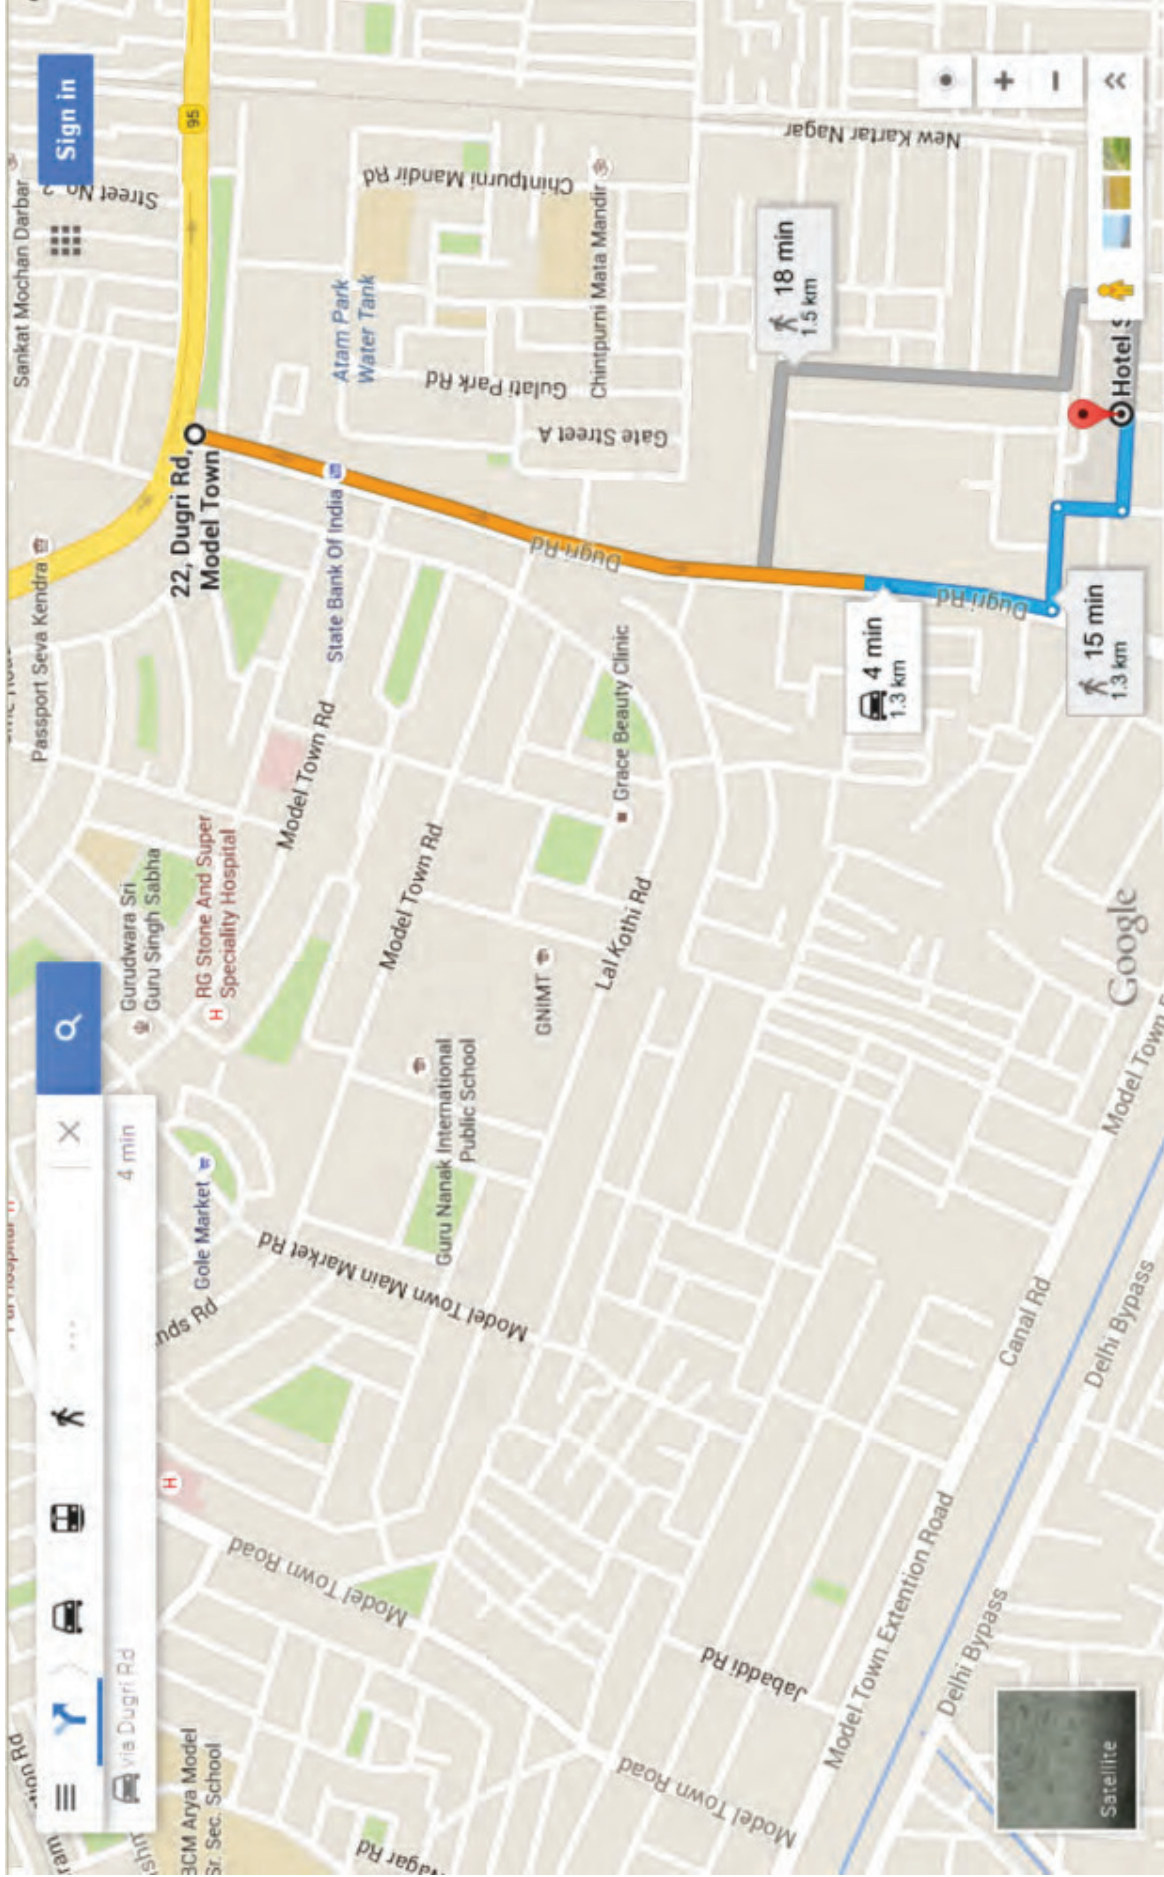 Sign in
4 min
via Dugri Rd
Sankat Mochan Darbar
Street No 2
95
Passport Seva Kendra
22, Dugri Rd,
Model Town
State Bank Of India
Atam Park
Water Tank
Chintpurni Mandir Rd
Gulati Park Rd
Chintpurni Mata Mandir
Gate Street A
New Kartar Nagar
18 min
1.5 km
Dugri Rd
Dugri Rd
4 min
1.3 km
15 min
1.3 km
Hotel S
Gurudwara Sri
Guru Singh Sabha
RG Stone And Super
Speciality Hospital
H
Model Town Rd
Model Town Rd
Grace Beauty Clinic
Lal Kothi Rd
GNIMT
Guru Nanak International
Public School
Gole Market
Model Town Main Market Rd
nds Rd
H
Model Town Road
BCM Arya Model
Sr. Sec. School
Nagar Rd
Jabaddi Rd
Model Town Road
Model Town Extention Road
Canal Rd
Model Town
Delhi Bypass
Delhi Bypass
Google
Satellite